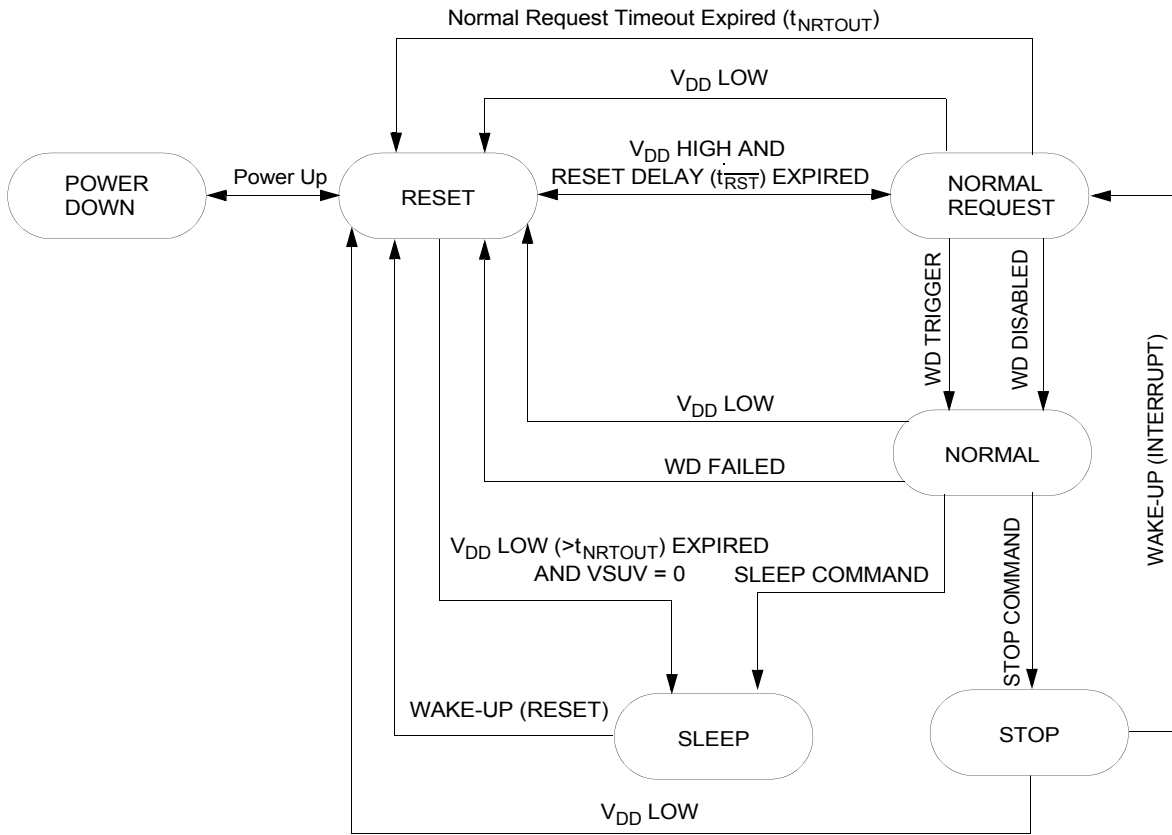 Normal Request Timeout Expired (tNRTOUT)
VDD LOW
VDD HIGH AND
RESET DELAY (tRST) EXPIRED
POWER
DOWN
Power Up
RESET
NORMAL
REQUEST
WD TRIGGER
WD DISABLED
WAKE-UP (INTERRUPT)
VDD LOW
NORMAL
WD FAILED
VDD LOW (>tNRTOUT) EXPIRED
AND VSUV = 0
SLEEP COMMAND
STOP COMMAND
WAKE-UP (RESET)
SLEEP
STOP
VDD LOW